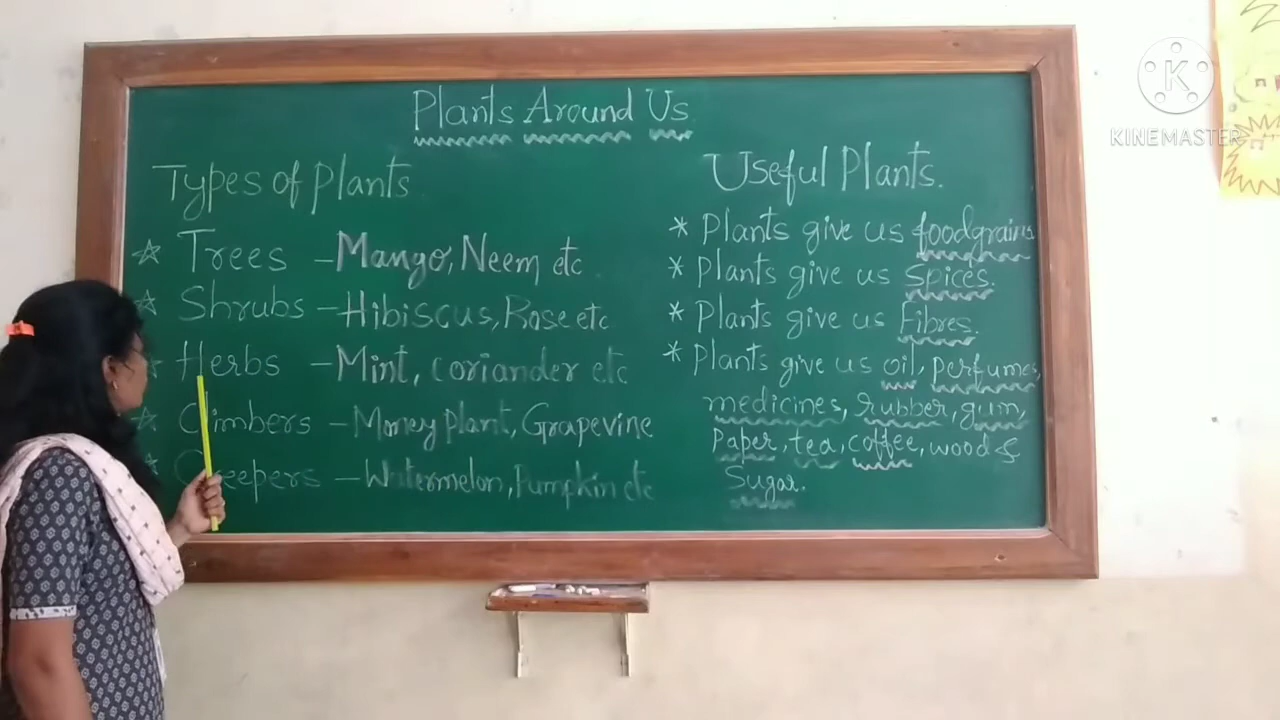 Plants Around Us
Types of plants
☆ Trees - Mango, Neem etc
☆ Shrubs - Hibiscus, Rose etc
☆ Herbs - Mint, coriander etc
☆ Climbers - Money plant, Grapevine
☆ Creepers - Watermelon, Pumpkin etc
Useful Plants.
* Plants give us foodgrains
* Plants give us Spices.
* Plants give us Fibres.
* Plants give us oil, perfumes,
medicines, rubber, gum,
Paper, tea, coffee, wood &
Sugar.
K
KINEMASTER